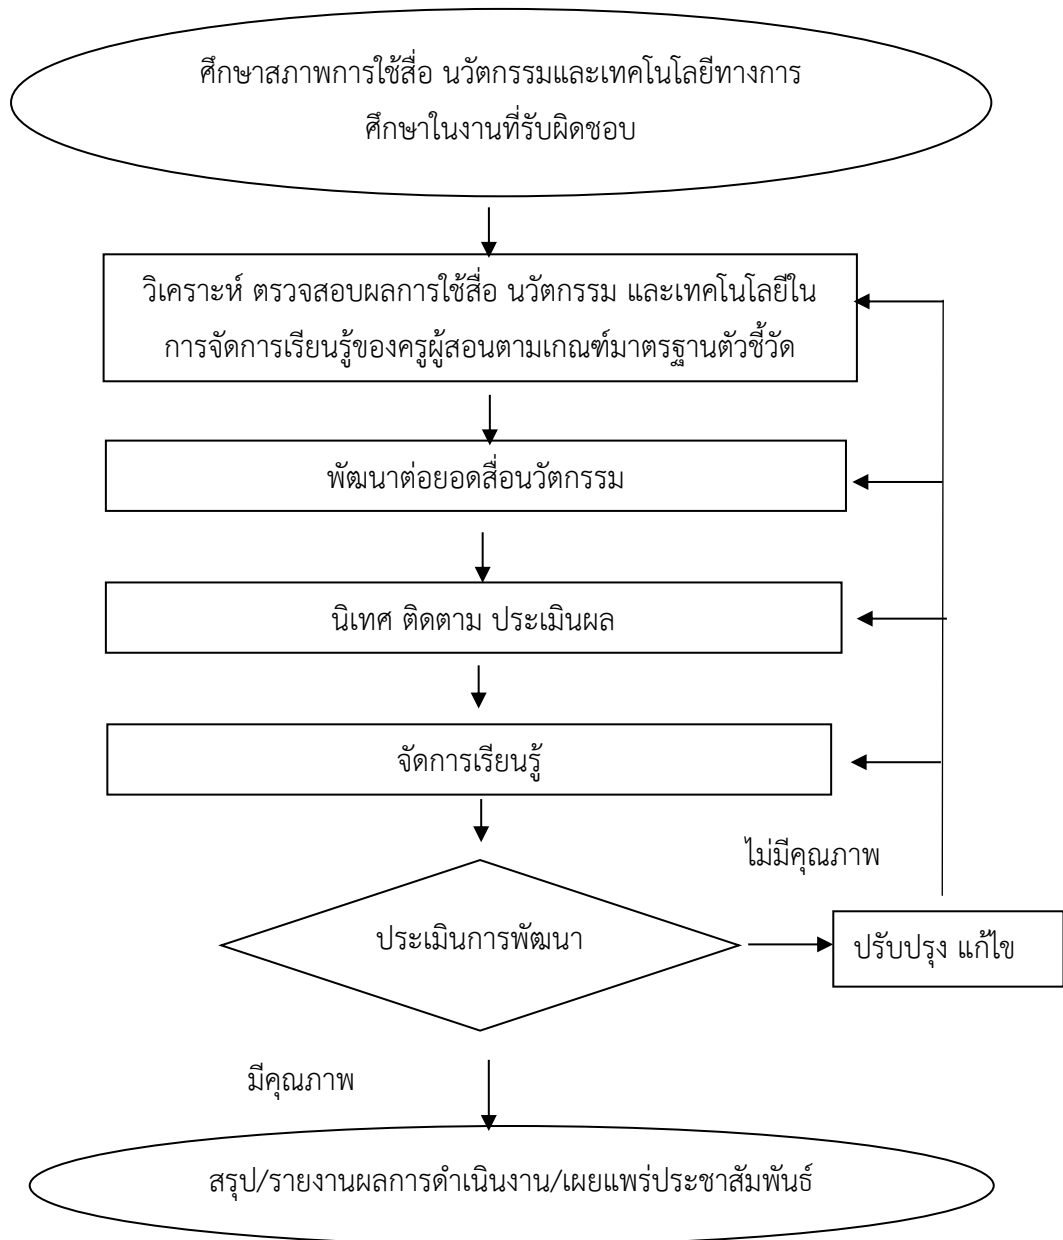 ศึกษาสภาพการใช้สื่อ นวัตกรรมและเทคโนโลยีทางการ
ศึกษาในงานที่รับผิดชอบ
วิเคราะห์ ตรวจสอบผลการใช้สื่อ นวัตกรรม และเทคโนโลยีใน
การจัดการเรียนรู้ของครูผู้สอนตามเกณฑ์มาตรฐานตัวชี้วัด
พัฒนาต่อยอดสื่อนวัตกรรม
นิเทศ ติดตาม ประเมินผล
จัดการเรียนรู้
ไม่มีคุณภาพ
ประเมินการพัฒนา
ปรับปรุง แก้ไข
มีคุณภาพ
สรุป/รายงานผลการดำเนินงาน/เผยแพร่ประชาสัมพันธ์